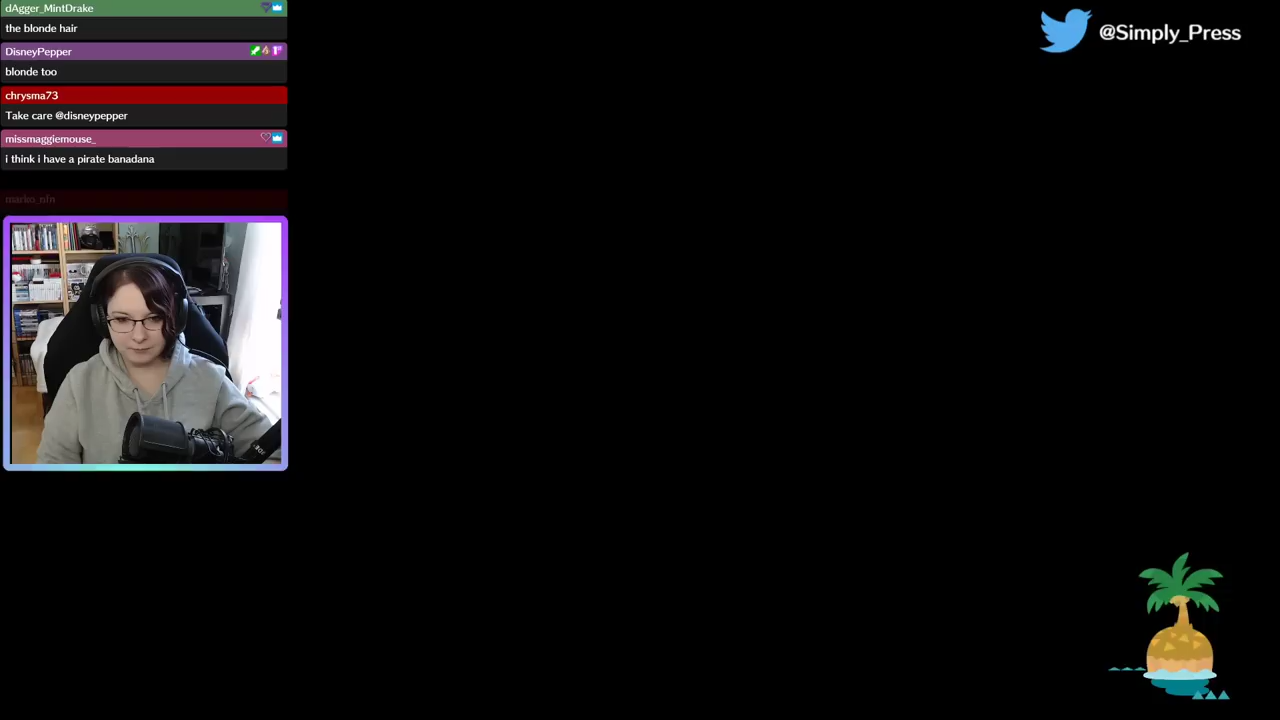 dAgger_MintDrake
the blonde hair
DisneyPepper
blonde too
chrysma73
Take care @disneypepper
missmaggiemouse_
i think i have a pirate banadana
@Simply_Press